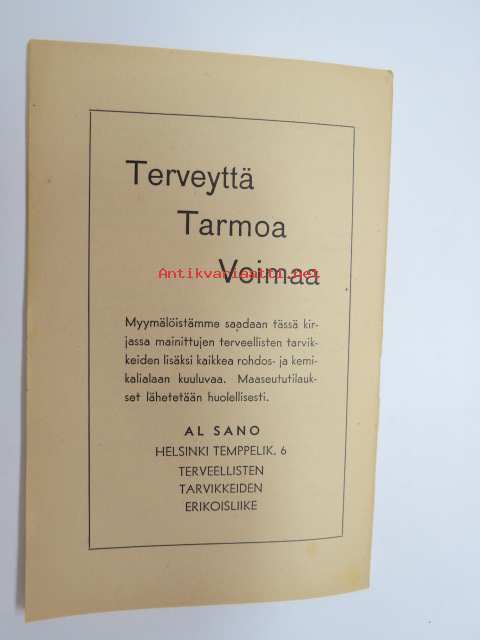 Terveyttä
Tarmoa
Antikvariaatti.net
Voimaa
Myymälöistämme saadaan tässä kir-
jassa mainittujen terveellisten tarvik-
keiden lisäksi kaikkea rohdos- ja kemi-
kalialaan kuuluvaa. Maaseututilauk-
set lähetetään huolellisesti.
AL SANO
HELSINKI TEMPPELIK. 6
TERVEELLISTEN
TARVIKKEIDEN
ERIKOISLIIKE